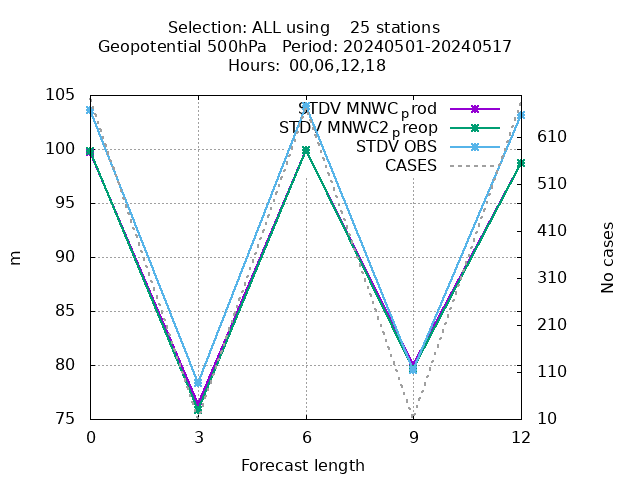 Selection: ALL using 25 stations
Geopotential 500hPa Period: 20240501-20240517
Hours: 00,06,12,18
STDV MNWC_prod
STDV MNWC2_preop
STDV OBS
CASES
105
100
95
90
85
80
75
m
610
510
410
310
210
110
10
No cases
0 3 6 9 12
Forecast length